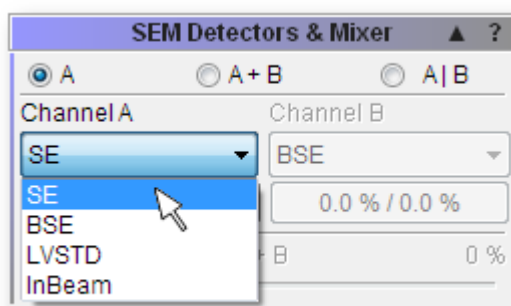 SEM Detectors & Mixer ▲ ?
A A + B A | B
Channel A Channel B
SE BSE
SE 0.0 % / 0.0 %
BSE
LVSTD + B 0 %
InBeam